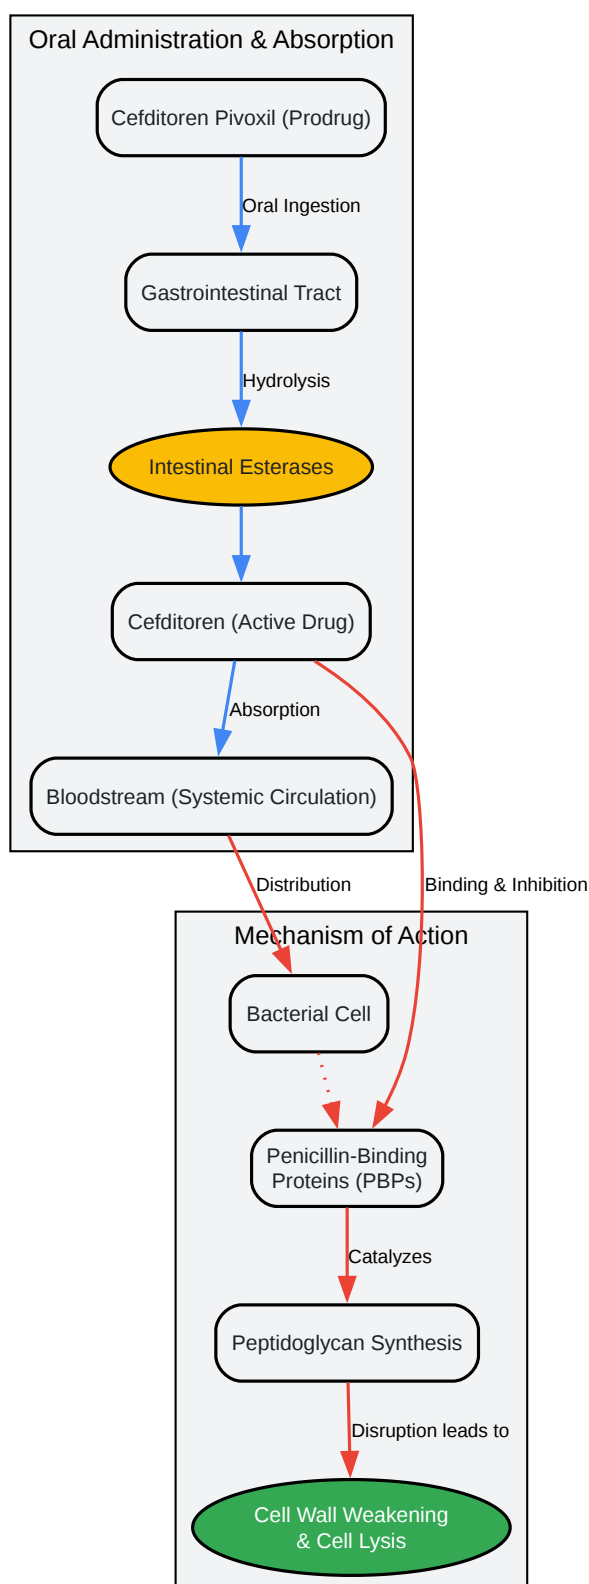 Oral Administration & Absorption
Cefditoren Pivoxil (Prodrug)
Oral Ingestion
Gastrointestinal Tract
Hydrolysis
Intestinal Esterases
Cefditoren (Active Drug)
Absorption
Bloodstream (Systemic Circulation)
Distribution
Binding & Inhibition
Mechanism of Action
Bacterial Cell
Penicillin-Binding
Proteins (PBPs)
Catalyzes
Peptidoglycan Synthesis
Disruption leads to
Cell Wall Weakening
& Cell Lysis